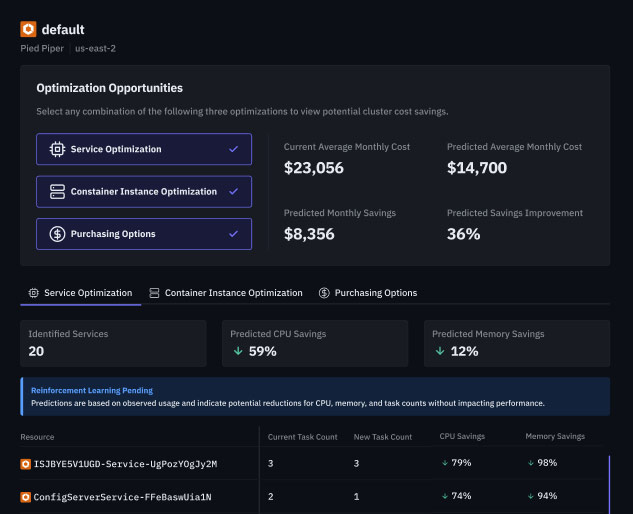 default
Pied Piper us-east-2
Optimization Opportunities
Select any combination of the following three optimizations to view potential cluster cost savings.
Service Optimization
Constainer Instance Optimization
Purchasing Options
Current Average Monthly Cost
$23,056
Predicted Average Monthly Cost
$14,700
Predicted Monthly Savings
$8,356
Predicted Savings Improvement
36%
Service Optimization Container Instance Optimization Purchasing Options
Identified Services
20
Predicted CPU Savings
59%
Predicted Memory Savings
12%
Reinforcement Learning Pending
Predictions are based on observed usage and indicate potential reductions for CPU, memory, and task counts without impacting performance.
Resource Current Task Count New Task Count CPU Savings Memory Savings
ISJBYE5V1UGD-Service-UgPozYOgJy2M 3 3 79% 98%
ConfigServerService-FFeBaswUia1N 2 1 74% 94%